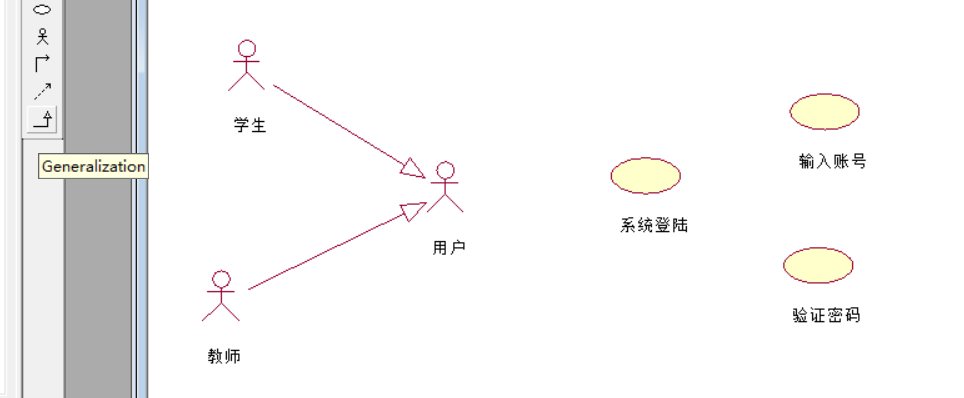 学生
Generalization
输入账号
系统登陆
用户
验证密码
教师